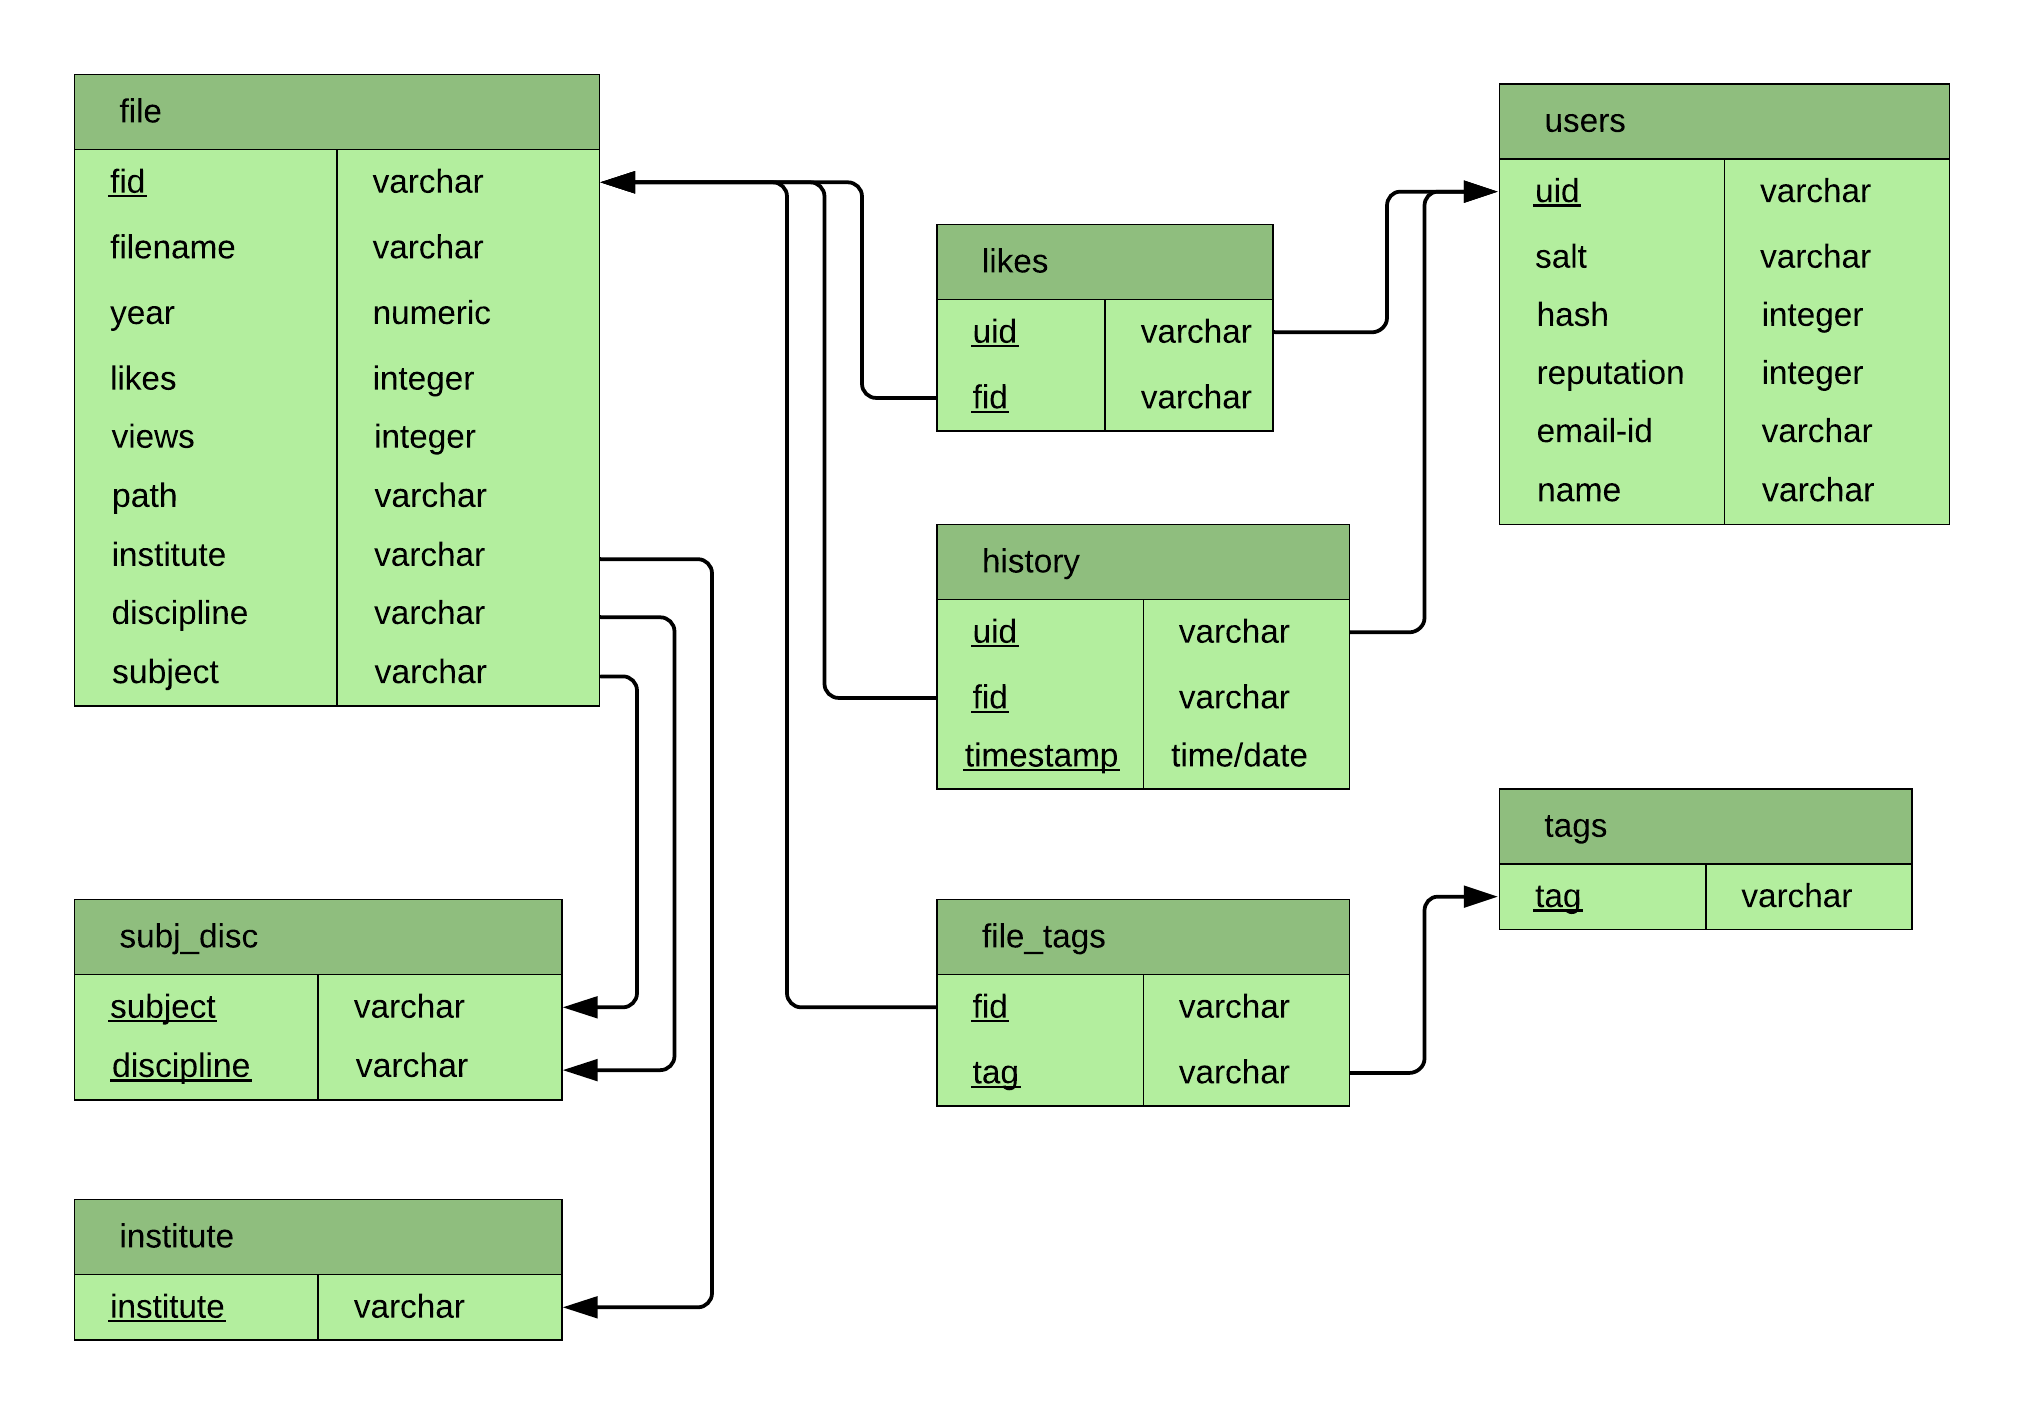 file
fid varchar
filename varchar
year numeric
likes integer
views integer
path varchar
institute varchar
discipline varchar
subject varchar
likes
uid varchar
fid varchar
users
uid varchar
salt varchar
hash integer
reputation integer
email-id varchar
name varchar
history
uid varchar
fid varchar
timestamp time/date
tags
tag varchar
subj_disc
subject varchar
discipline varchar
file_tags
fid varchar
tag varchar
institute
institute varchar